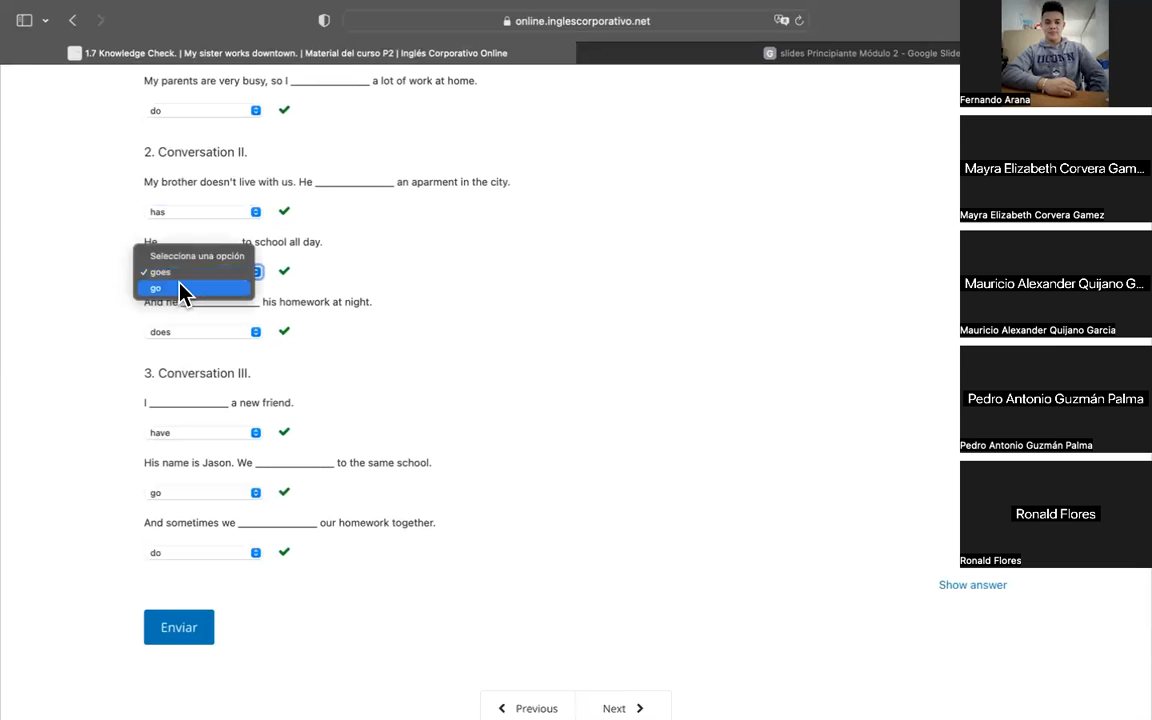 online.inglescorporativo.net
1.7 Knowledge Check. | My sister works downtown. | Material del curso P2 | Inglés Corporativo Online
G slides Principiante Módulo 2 - Google Slide
My parents are very busy, so I ______________ a lot of work at home.
do
2. Conversation II.
My brother doesn't live with us. He ______________ an aparment in the city.
has
He ______________ to school all day.
Selecciona una opción
✓ goes
go
And he ______________ his homework at night.
does
3. Conversation III.
I ______________ a new friend.
have
His name is Jason. We ______________ to the same school.
go
And sometimes we ______________ our homework together.
do
Show answer
Enviar
Previous
Next
UCONN
Fernando Arana
Mayra Elizabeth Corvera Gam...
Mayra Elizabeth Corvera Gamez
Mauricio Alexander Quijano G...
Mauricio Alexander Quijano Garcia
Pedro Antonio Guzmán Palma
Pedro Antonio Guzmán Palma
Ronald Flores
Ronald Flores